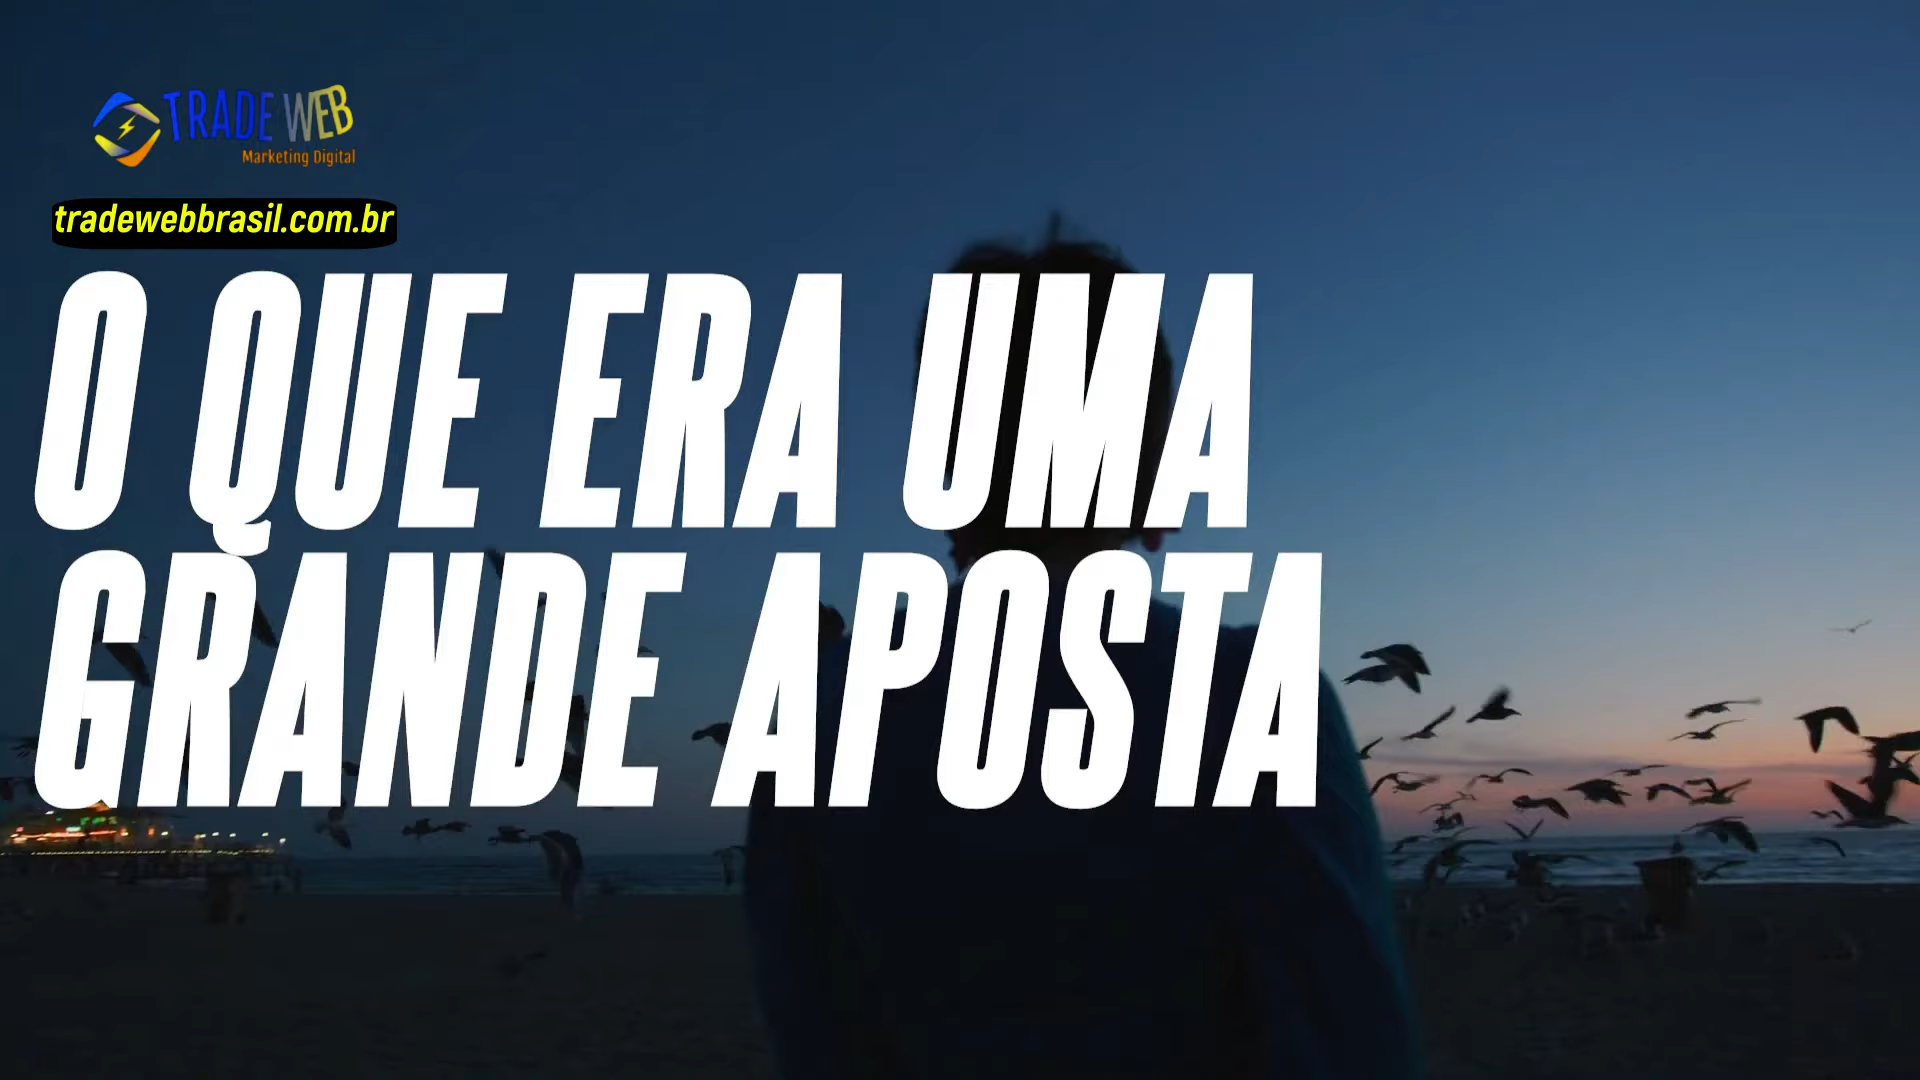 TRADE WEB
Marketing Digital
tradewebbrasil.com.br
O QUE ERA UMA
GRANDE APOSTA